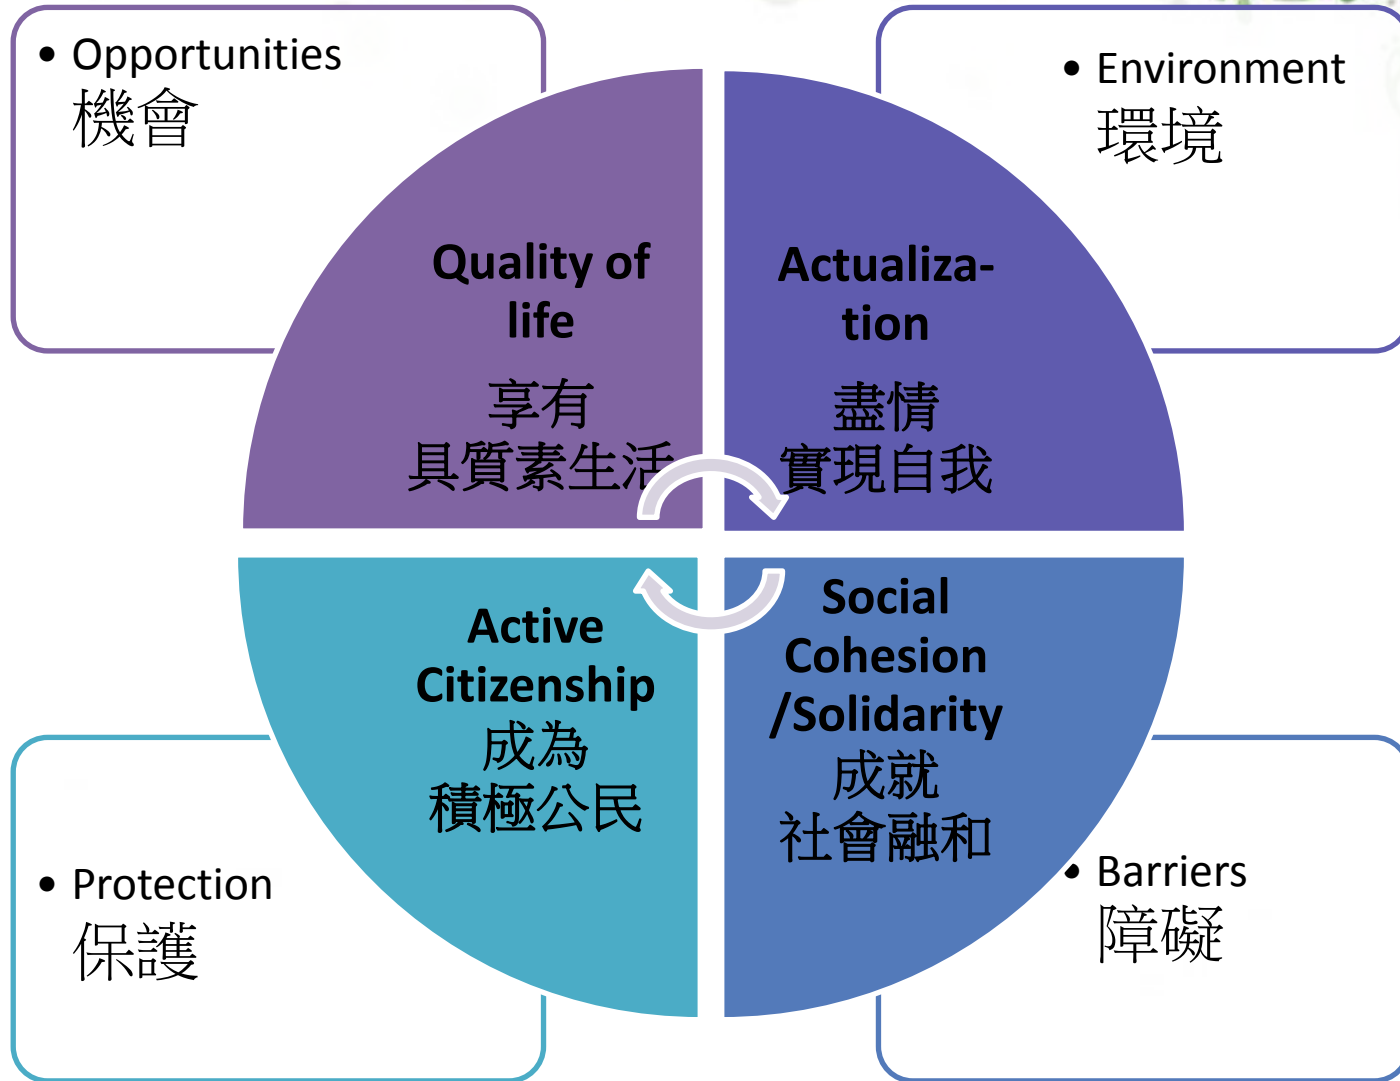 • Opportunities
機會
• Environment
環境
Quality of
life
享有
具質素生活
Actualiza-
tion
盡情
實現自我
Active
Citizenship
成為
積極公民
Social
Cohesion
/Solidarity
成就
社會融和
• Protection
保護
• Barriers
障礙